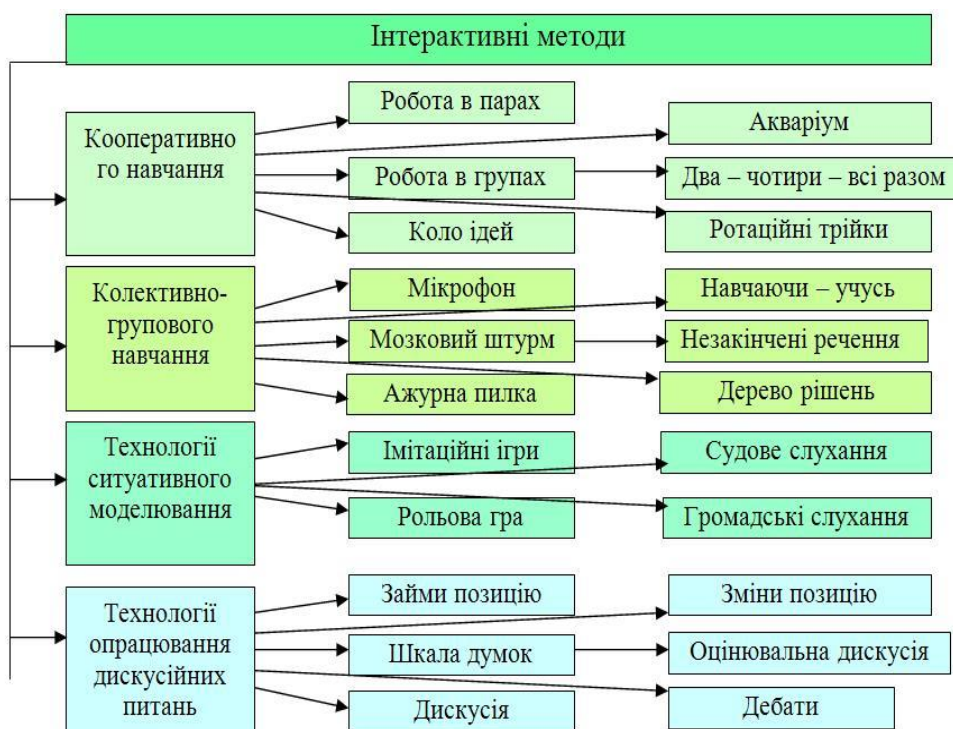 Інтерактивні методи
Кооперативно
го навчання
Робота в парах
Акваріум
Робота в групах
Два – чотири – всі разом
Коло ідей
Ротаційні трійки
Колективно-
групового
навчання
Мікрофон
Навчаючи – учусь
Мозковий штурм
Незакінчені речення
Ажурна пилка
Дерево рішень
Технології
ситуативного
моделювання
Імітаційні ігри
Судове слухання
Рольова гра
Громадські слухання
Технології
опрацювання
дискусійних
питань
Займи позицію
Зміни позицію
Шкала думок
Оцінювальна дискусія
Дискусія
Дебати